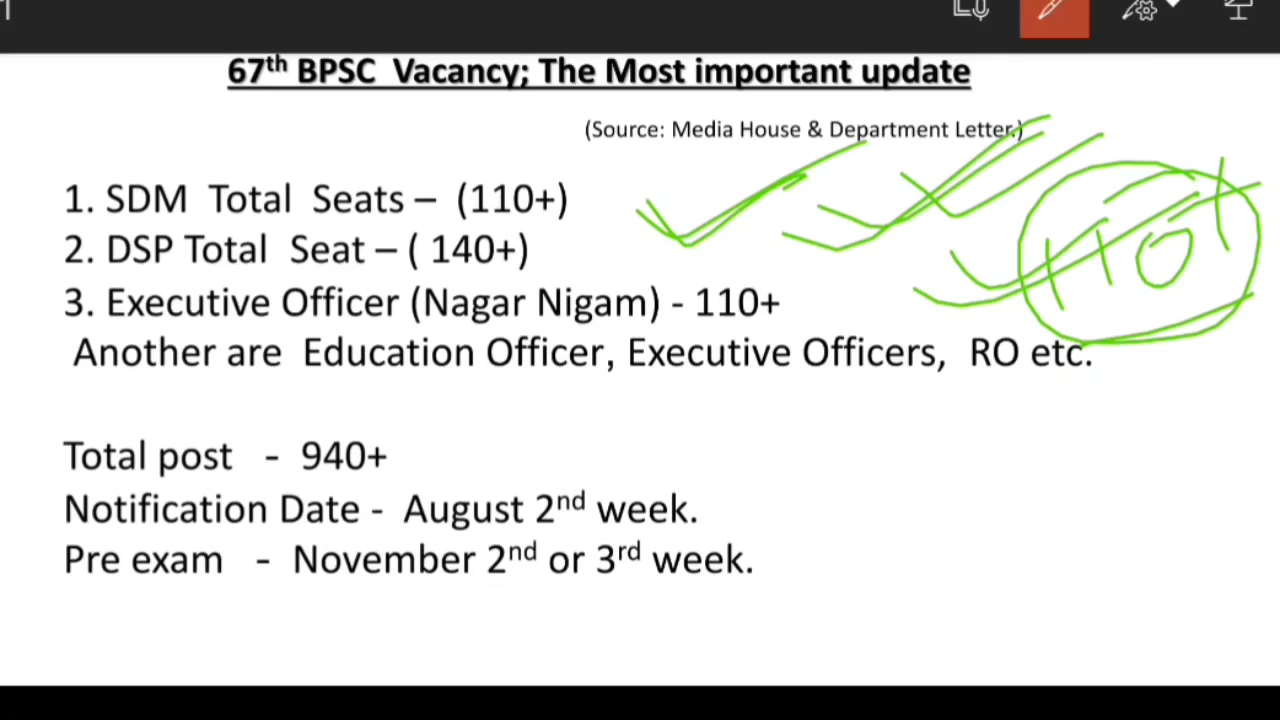 67th BPSC Vacancy; The Most important update
(Source: Media House & Department Letter.)
1. SDM Total Seats – (110+)
2. DSP Total Seat – ( 140+)
110+
3. Executive Officer (Nagar Nigam) - 110+
Another are Education Officer, Executive Officers, RO etc.
Total post - 940+
Notification Date - August 2nd week.
Pre exam - November 2nd or 3rd week.